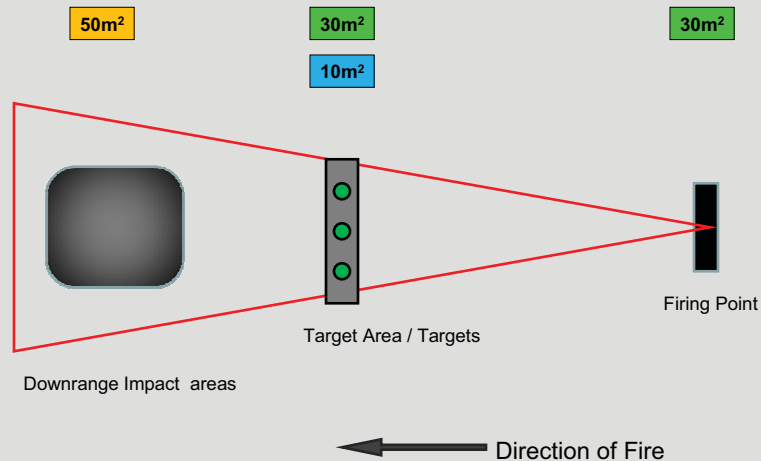 50m²
30m²
30m²
10m²
Firing Point
Target Area / Targets
Downrange Impact areas
Direction of Fire